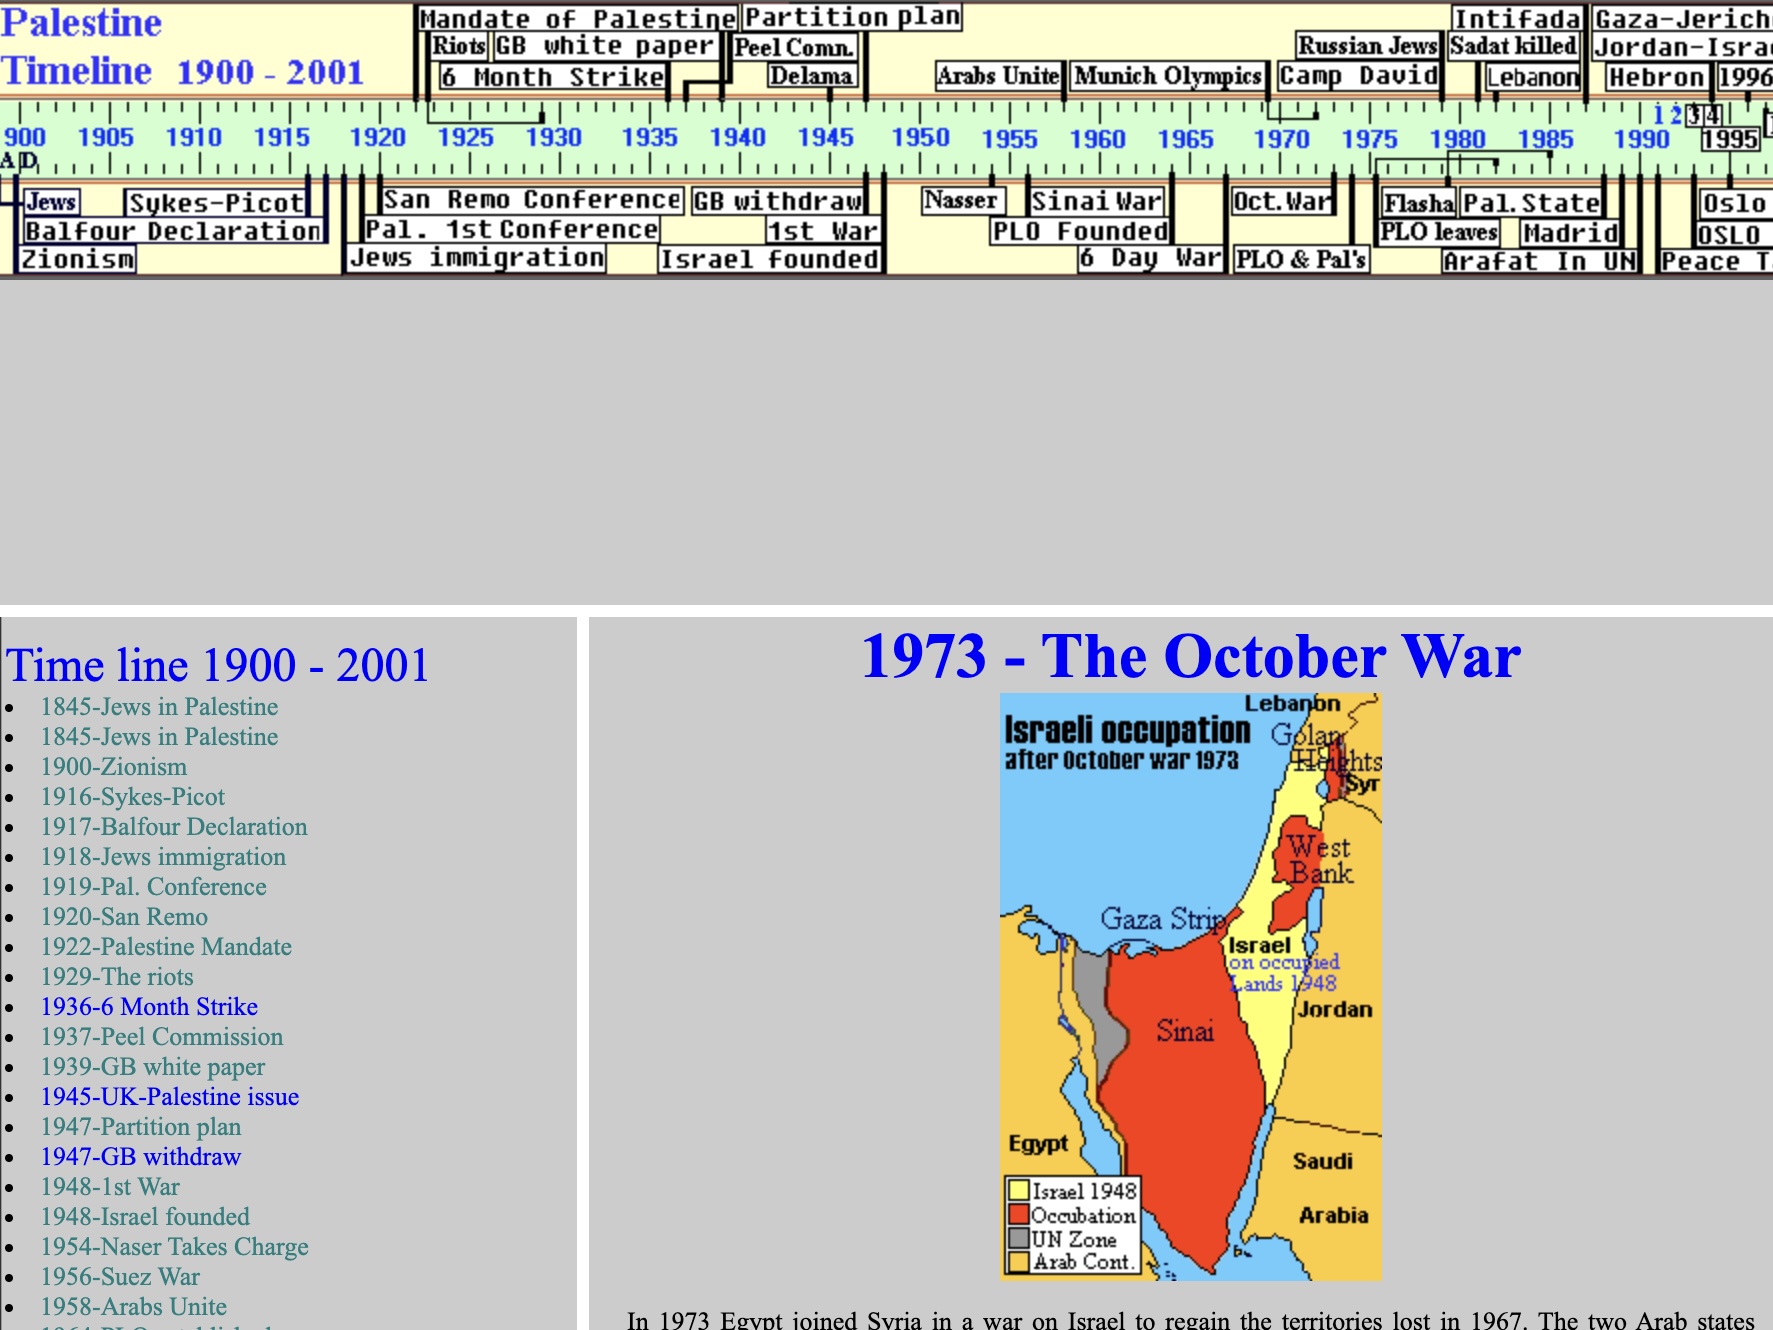 Palestine
Timeline 1900 - 2001
Mandate of Palestine
Partition plan
Riots
GB white paper
Peel Comn.
6 Month Strike
Delama
Arabs Unite
Munich Olympics
Russian Jews
Camp David
Intifada
Sadat killed
Lebanon
Gaza-Jerich
Jordan-Isra
Hebron
1996
900 1905 1910 1915 1920 1925 1930 1935 1940 1945 1950 1955 1960 1965 1970 1975 1980 1985 1990 1 2 3 4 1995
A D
Jews
Sykes-Picot
Balfour Declaration
Zionism
San Remo Conference
GB withdraw
Pal. 1st Conference
1st War
Jews immigration
Israel founded
Nasser
Sinai War
PLO Founded
6 Day War
Oct. War
PLO & Pal's
Flasha
Pal. State
PLO leaves
Madrid
Arafat In UN
Oslo
OSLO
Peace T
Time line 1900 - 2001
1845-Jews in Palestine
1845-Jews in Palestine
1900-Zionism
1916-Sykes-Picot
1917-Balfour Declaration
1918-Jews immigration
1919-Pal. Conference
1920-San Remo
1922-Palestine Mandate
1929-The riots
1936-6 Month Strike
1937-Peel Commission
1939-GB white paper
1945-UK-Palestine issue
1947-Partition plan
1947-GB withdraw
1948-1st War
1948-Israel founded
1954-Naser Takes Charge
1956-Suez War
1958-Arabs Unite
1973 - The October War
Israeli occupation
after October war 1973
Lebanon
Golan
Heights
Syr
West
Bank
Gaza Strip
Israel
on occupied
Lands 1948
Jordan
Sinai
Egypt
Saudi
Arabia
Israel 1948
Occubation
UN Zone
Arab Cont.
In 1973 Egypt joined Syria in a war on Israel to regain the territories lost in 1967. The two Arab states